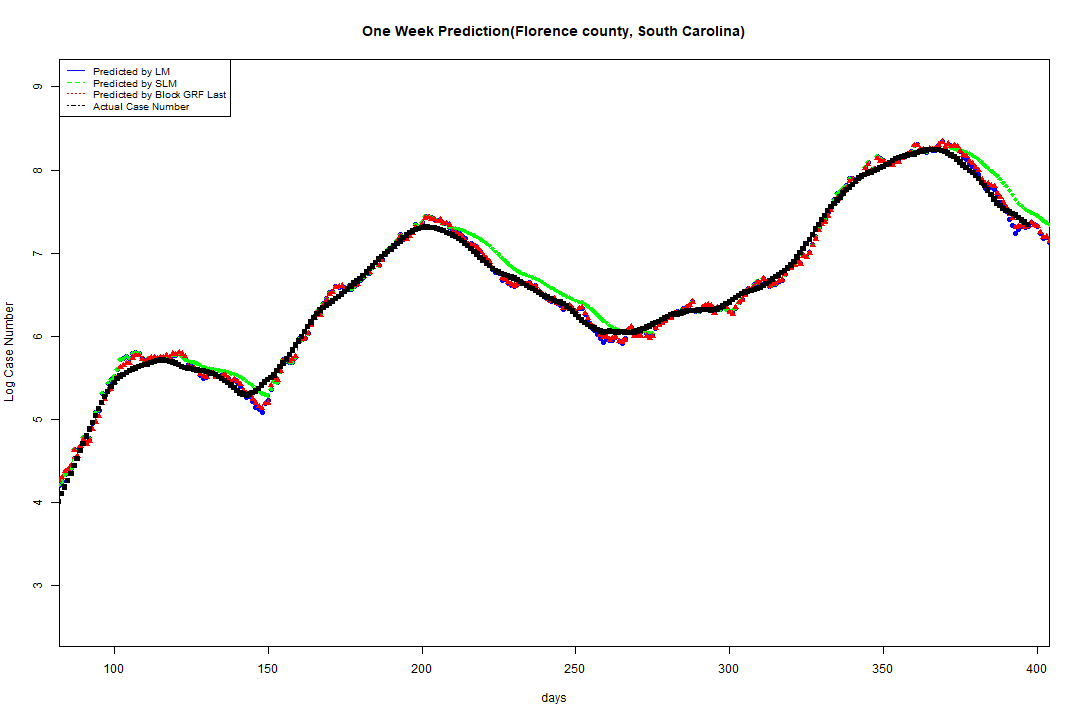 One Week Prediction(Florence county, South Carolina)
Predicted by LM
Predicted by SLM
Predicted by Block GRF Last
Actual Case Number
9
8
7
6
5
4
3
Log Case Number
100 150 200 250 300 350 400
days